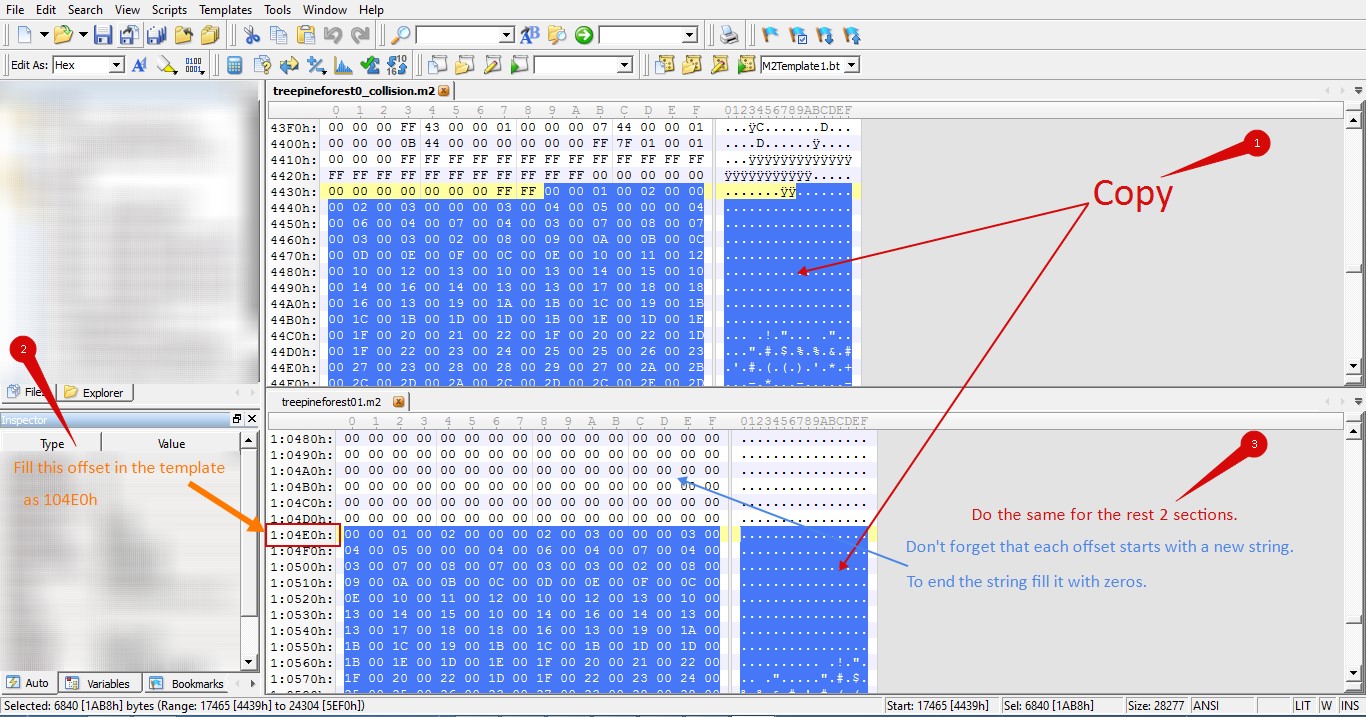 File Edit Search View Scripts Templates Tools Window Help
Edit As: Hex M2Template1.bt
treepineforest0_collision.m2
0 1 2 3 4 5 6 7 8 9 A B C D E F 0123456789ABCDEF
43F0h: 00 00 00 FF 43 00 00 01 00 00 00 07 44 00 00 01 ...ÿC.......D...
4400h: 00 00 00 0B 44 00 00 00 00 00 00 FF 7F 01 00 01 ....D......ÿ....
4410h: 00 00 00 FF FF FF FF FF FF FF FF FF FF FF FF FF ...ÿÿÿÿÿÿÿÿÿÿÿÿÿ
4420h: FF FF FF FF FF FF FF FF FF FF FF 00 00 00 00 00 ÿÿÿÿÿÿÿÿÿÿÿ.....
4430h: 00 00 00 00 00 00 00 FF FF 00 00 01 00 02 00 00 .......ÿÿ.......
4440h: 00 02 00 03 00 00 00 03 00 04 00 05 00 00 00 04 ................
4450h: 00 06 00 04 00 07 00 04 00 03 00 07 00 08 00 07 ................
4460h: 00 03 00 03 00 02 00 08 00 09 00 0A 00 0B 00 0C ................
4470h: 00 0D 00 0E 00 0F 00 0C 00 0E 00 10 00 11 00 12 ................
4480h: 00 10 00 12 00 13 00 10 00 13 00 14 00 15 00 10 ................
4490h: 00 14 00 16 00 14 00 13 00 13 00 17 00 18 00 18 ................
44A0h: 00 16 00 13 00 19 00 1A 00 1B 00 1C 00 19 00 1B ................
44B0h: 00 1C 00 1B 00 1D 00 1D 00 1B 00 1E 00 1D 00 1E ................
44C0h: 00 1F 00 20 00 21 00 22 00 1F 00 20 00 22 00 1D ... .!."... ."..
44D0h: 00 1F 00 22 00 23 00 24 00 25 00 25 00 26 00 23 ...".#.$.%.%.&.#
44E0h: 00 27 00 23 00 28 00 28 00 29 00 27 00 2A 00 2B .'.#.(.(.).'.*.+
44F0h: 00 2C 00 2D 00 2A 00 2C 00 2D 00 2C 00 2E 00 2D
1
Copy
2
Files Explorer
Inspector
Type Value
Fill this offset in the template
as 104E0h
Auto Variables Bookmarks
treepineforest01.m2
0 1 2 3 4 5 6 7 8 9 A B C D E F 0123456789ABCDEF
1:0480h: 00 00 00 00 00 00 00 00 00 00 00 00 00 00 00 00 ................
1:0490h: 00 00 00 00 00 00 00 00 00 00 00 00 00 00 00 00 ................
1:04A0h: 00 00 00 00 00 00 00 00 00 00 00 00 00 00 00 00 ................
1:04B0h: 00 00 00 00 00 00 00 00 00 00 00 00 00 00 00 00 ................
1:04C0h: 00 00 00 00 00 00 00 00 00 00 00 00 00 00 00 00 ................
1:04D0h: 00 00 00 00 00 00 00 00 00 00 00 00 00 00 00 00 ................
1:04E0h: 00 00 01 00 02 00 00 00 02 00 03 00 00 00 03 00 ................
1:04F0h: 04 00 05 00 00 00 04 00 06 00 04 00 07 00 04 00 ................
1:0500h: 03 00 07 00 08 00 07 00 03 00 03 00 02 00 08 00 ................
1:0510h: 09 00 0A 00 0B 00 0C 00 0D 00 0E 00 0F 00 0C 00 ................
1:0520h: 0E 00 10 00 11 00 12 00 10 00 12 00 13 00 10 00 ................
1:0530h: 13 00 14 00 15 00 10 00 14 00 16 00 14 00 13 00 ................
1:0540h: 13 00 17 00 18 00 18 00 16 00 13 00 19 00 1A 00 ................
1:0550h: 1B 00 1C 00 19 00 1B 00 1C 00 1B 00 1D 00 1D 00 ................
1:0560h: 1B 00 1E 00 1D 00 1E 00 1F 00 20 00 21 00 22 00 .......... .!.".
1:0570h: 1F 00 20 00 22 00 1D 00 1F 00 22 00 23 00 24 00 .. .".....".#.$.
3
Do the same for the rest 2 sections.
Don't forget that each offset starts with a new string.
To end the string fill it with zeros.
Selected: 6840 [1AB8h] bytes (Range: 17465 [4439h] to 24304 [5EF0h]) Start: 17465 [4439h] Sel: 6840 [1AB8h] Size: 28277 ANSI LIT W INS